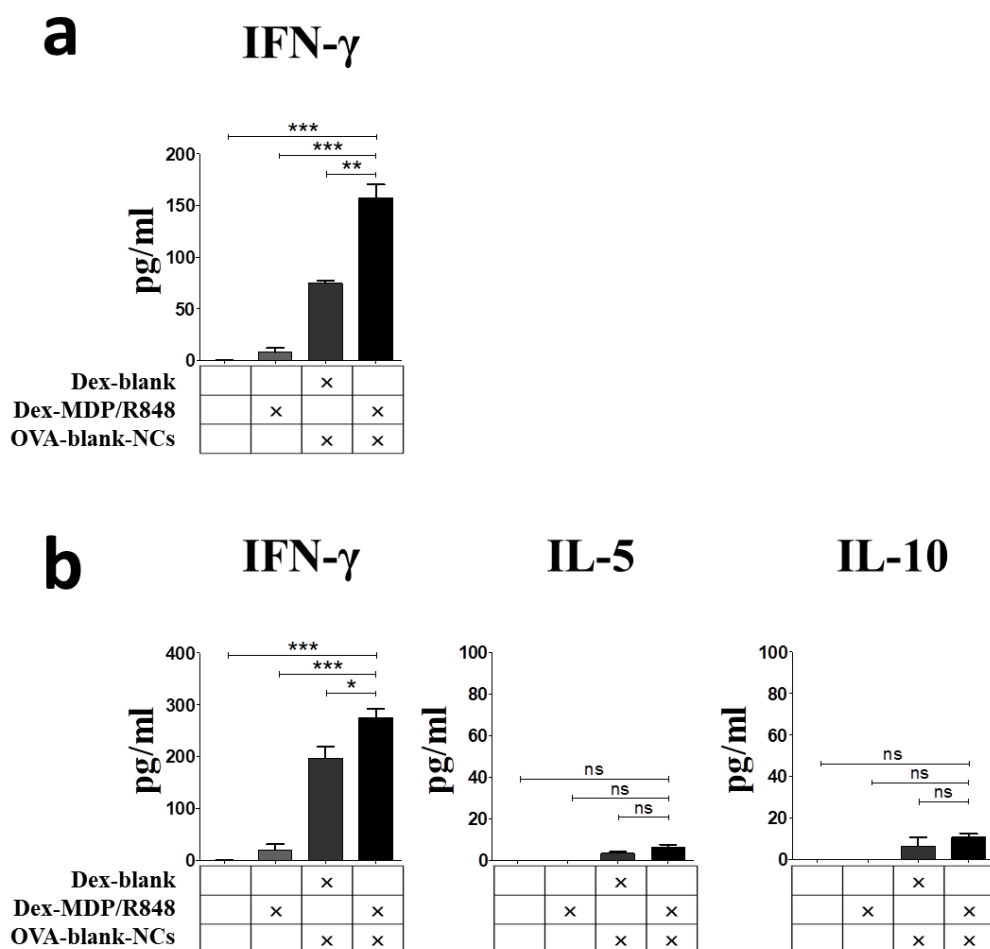 a
IFN-γ
***
***
**
200
150
100
50
0
pg/ml
Dex-blank ×
Dex-MDP/R848 × ×
OVA-blank-NCs × ×
b
IFN-γ IL-5 IL-10
***
***
*
400
300
200
100
0
pg/ml
ns
ns
ns
100
80
60
40
20
0
pg/ml
ns
ns
ns
100
80
60
40
20
0
pg/ml
Dex-blank × × ×
Dex-MDP/R848 × × × × × ×
OVA-blank-NCs × × × × × ×